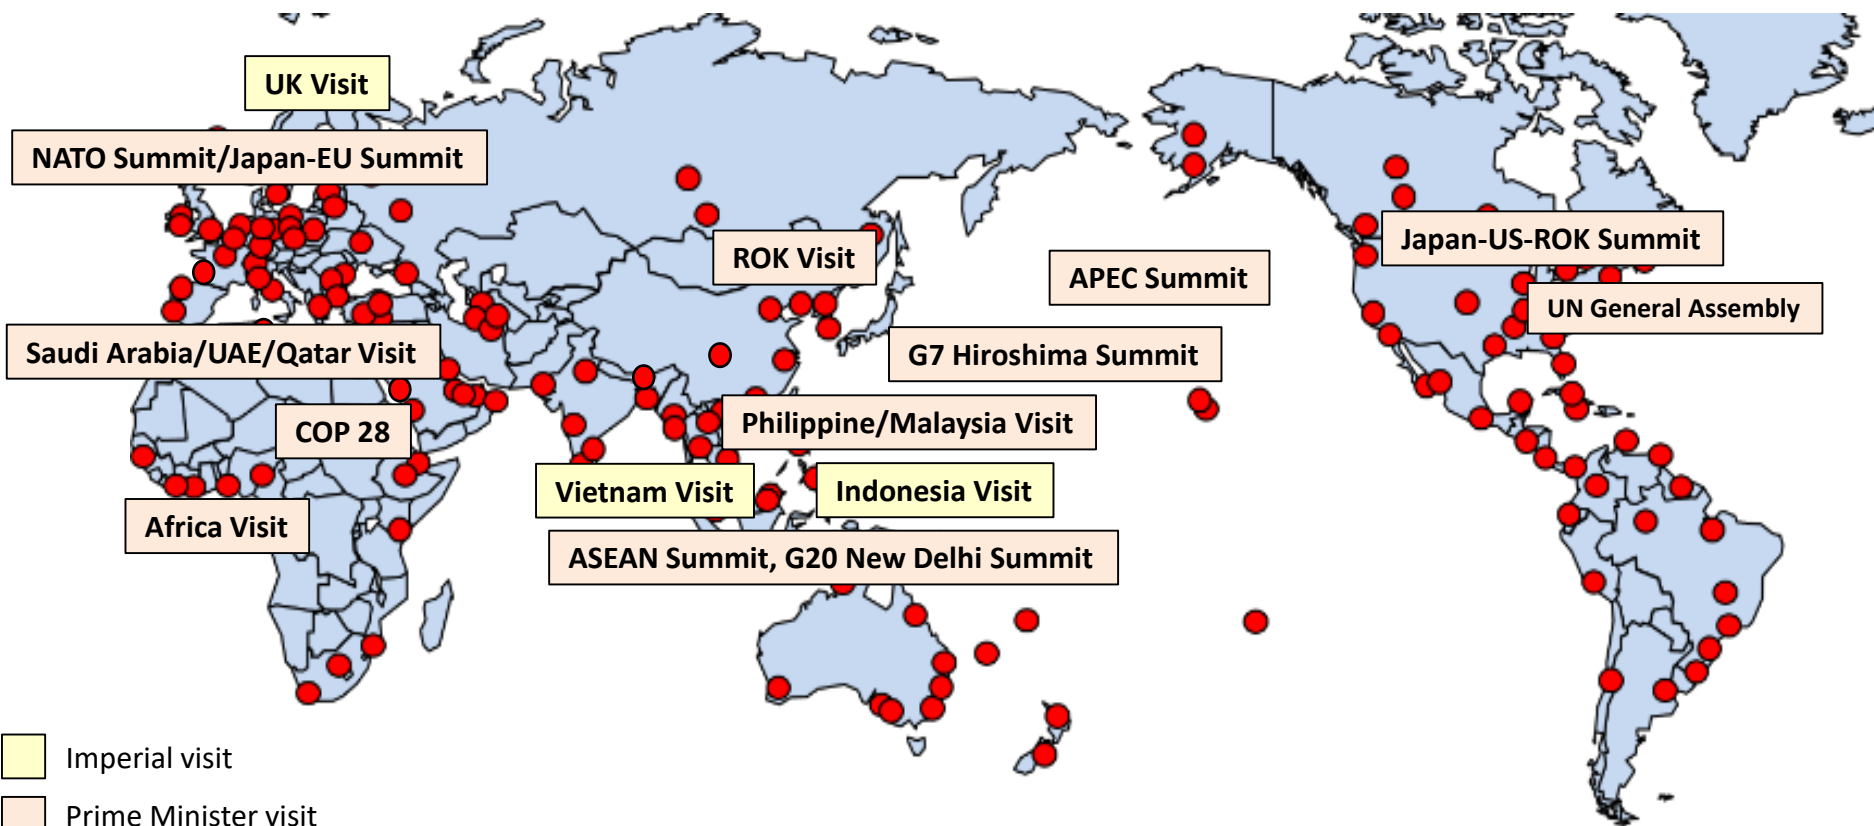 UK Visit
NATO Summit/Japan-EU Summit
ROK Visit
Japan-US-ROK Summit
APEC Summit
UN General Assembly
Saudi Arabia/UAE/Qatar Visit
G7 Hiroshima Summit
COP 28
Philippine/Malaysia Visit
Vietnam Visit
Indonesia Visit
Africa Visit
ASEAN Summit, G20 New Delhi Summit
Imperial visit
Prime Minister visit